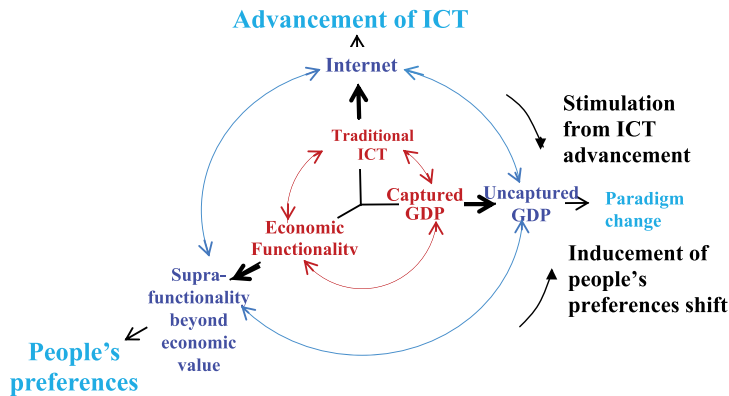 Advancement of ICT
Internet
Stimulation
from ICT
advancement
Traditional
ICT
Captured
GDP
Uncaptured
GDP
Paradigm
change
Economic
Functionality
Inducement of
people's
preferences shift
Supra-
functionality
beyond
economic
value
People's
preferences